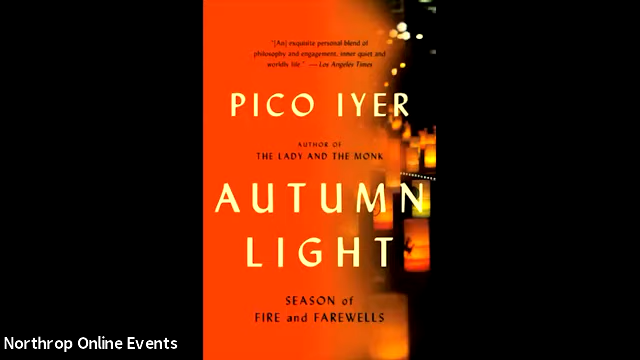 "[An] exquisite personal blend of
philosophy and engagement, inner quiet and
worldly life." —Los Angeles Times
PICO IYER
AUTHOR OF
THE LADY AND THE MONK
AUTUMN
LIGHT
SEASON of
FIRE and FAREWELLS
Northrop Online Events